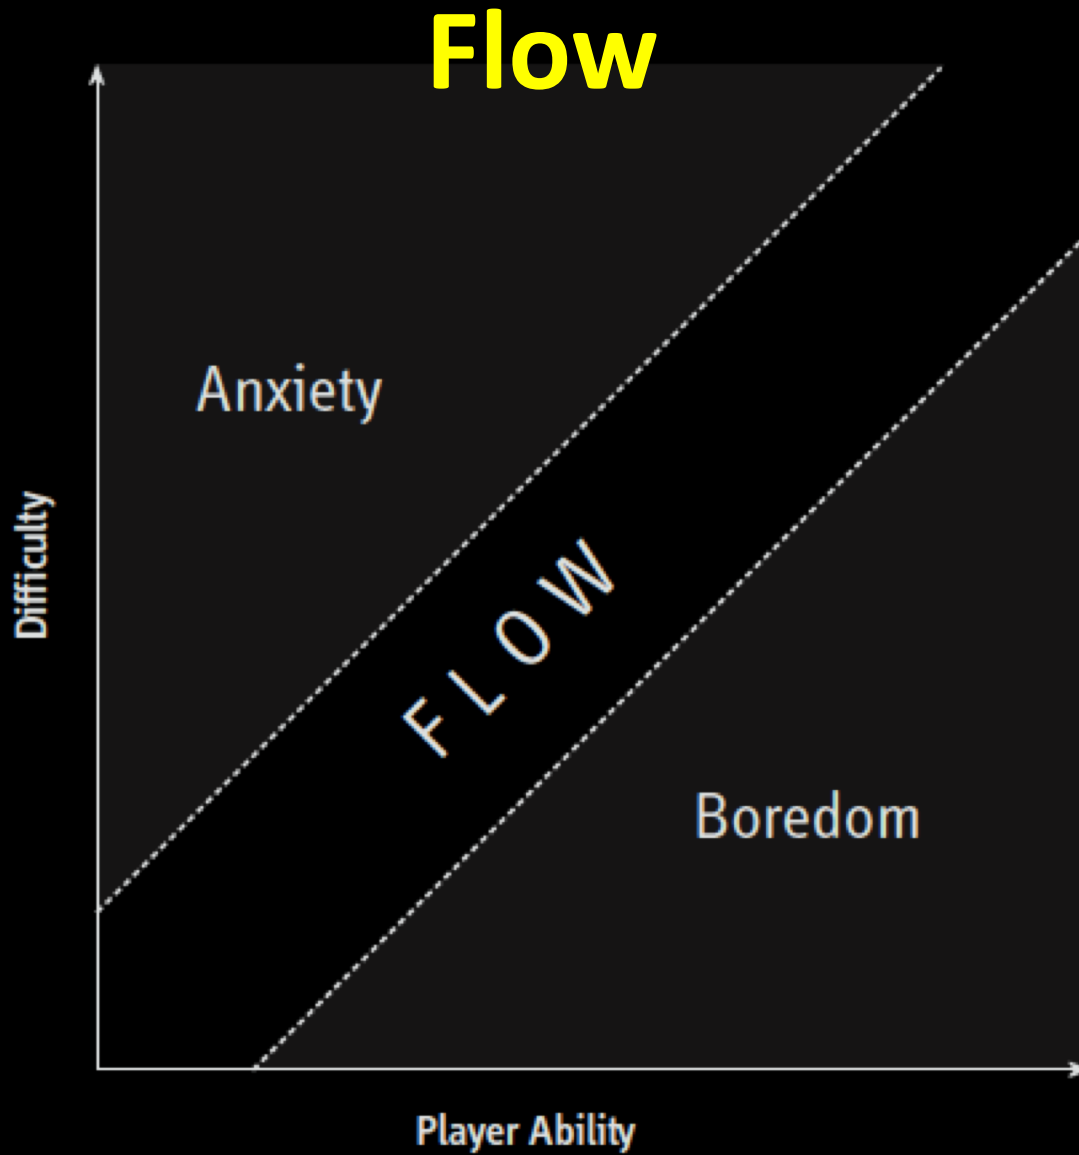 Flow
Anxiety
Difficulty
FLOW
Boredom
Player Ability